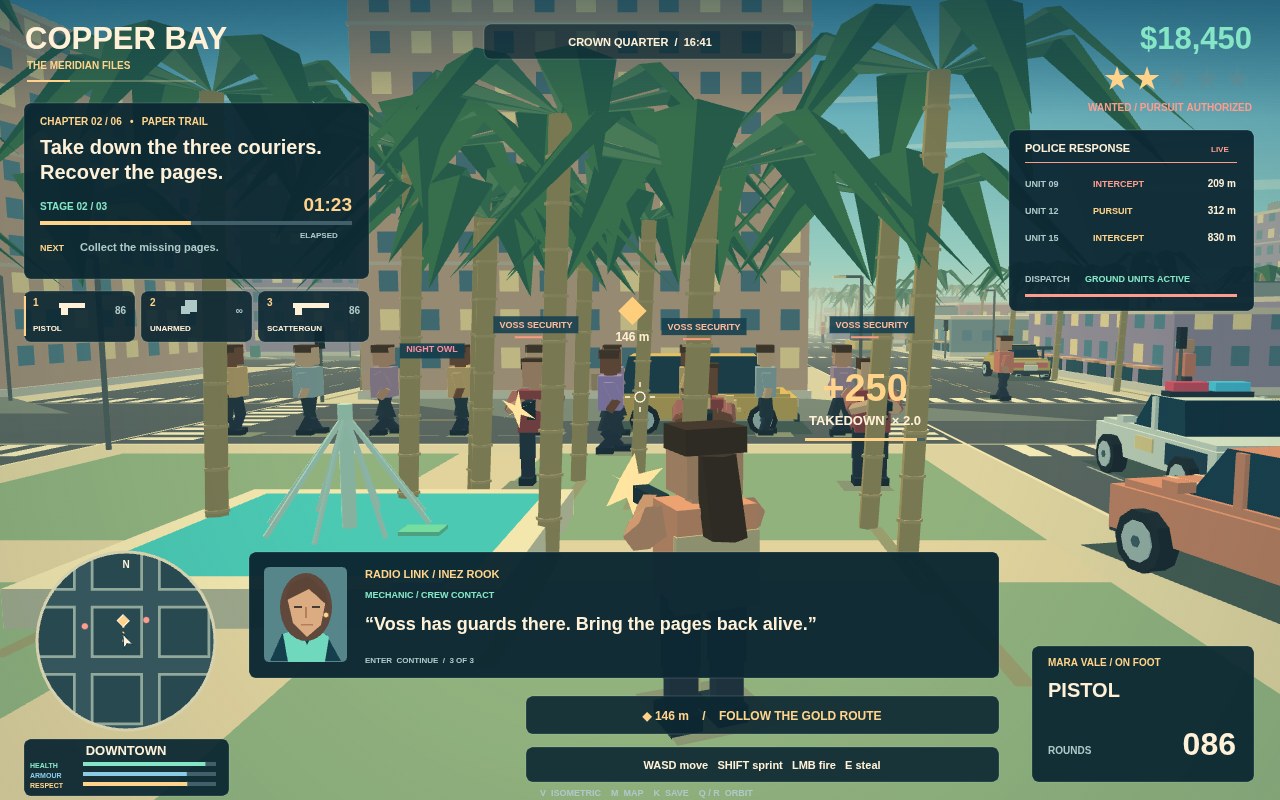 COPPER BAY
THE MERIDIAN FILES
CROWN QUARTER / 16:41
$18,450
WANTED / PURSUIT AUTHORIZED
CHAPTER 02 / 06 • PAPER TRAIL
Take down the three couriers.
Recover the pages.
STAGE 02 / 03
01:23
ELAPSED
NEXT Collect the missing pages.
1
86
PISTOL
2
∞
UNARMED
3
86
SCATTERGUN
POLICE RESPONSE LIVE
UNIT 09 INTERCEPT 209 m
UNIT 12 PURSUIT 312 m
UNIT 15 INTERCEPT 830 m
DISPATCH GROUND UNITS ACTIVE
NIGHT OWL
VOSS SECURITY
146 m
VOSS SECURITY
VOSS SECURITY
+250
TAKEDOWN x 2.0
N
RADIO LINK / INEZ ROOK
MECHANIC / CREW CONTACT
“Voss has guards there. Bring the pages back alive.”
ENTER CONTINUE / 3 OF 3
◆ 146 m / FOLLOW THE GOLD ROUTE
WASD move SHIFT sprint LMB fire E steal
V ISOMETRIC M MAP K SAVE Q / R ORBIT
DOWNTOWN
HEALTH
ARMOUR
RESPECT
MARA VALE / ON FOOT
PISTOL
ROUNDS 086